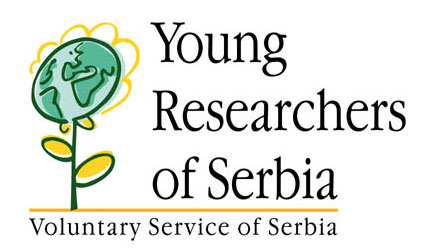 Young
Researchers
of Serbia
Voluntary Service of Serbia